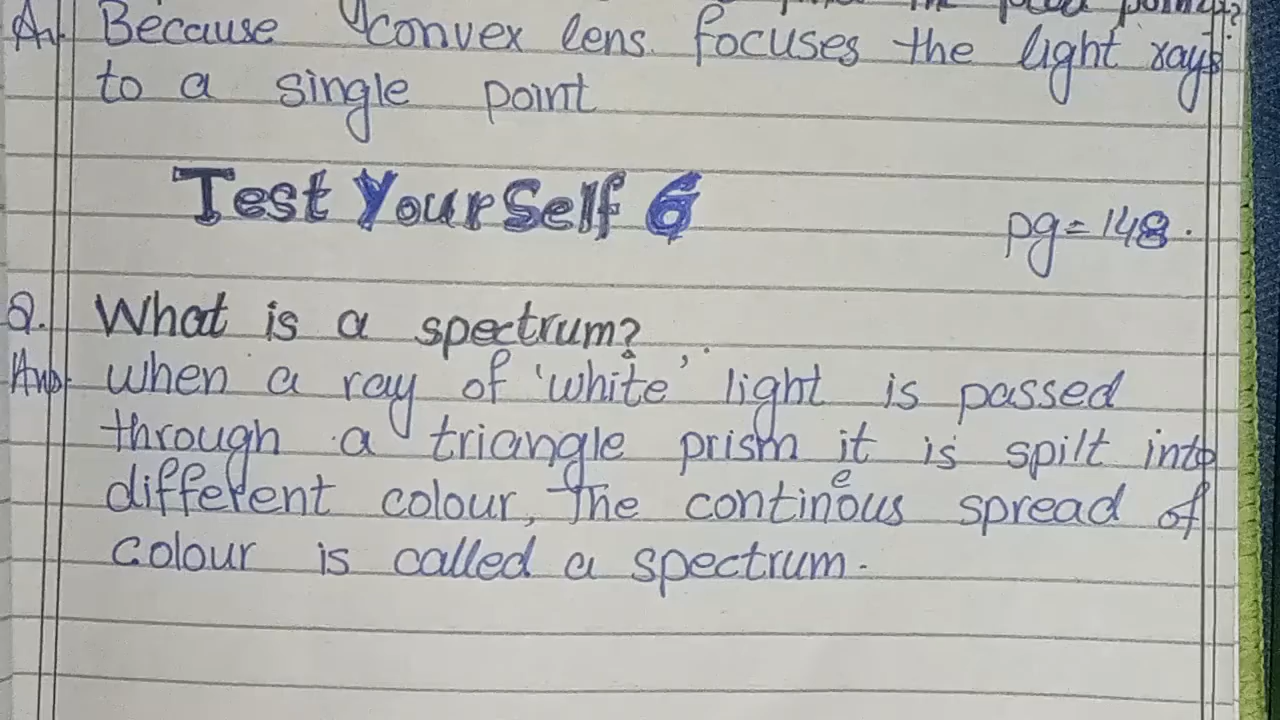 Ans Because convex lens focuses the light rays
to a single point
Test Yourself 6
pg=148.
Q. What is a spectrum?
Ans when a ray of 'white' light is passed
through a triangle prism it is spilt into
different colour, The contineous spread of
colour is called a spectrum.